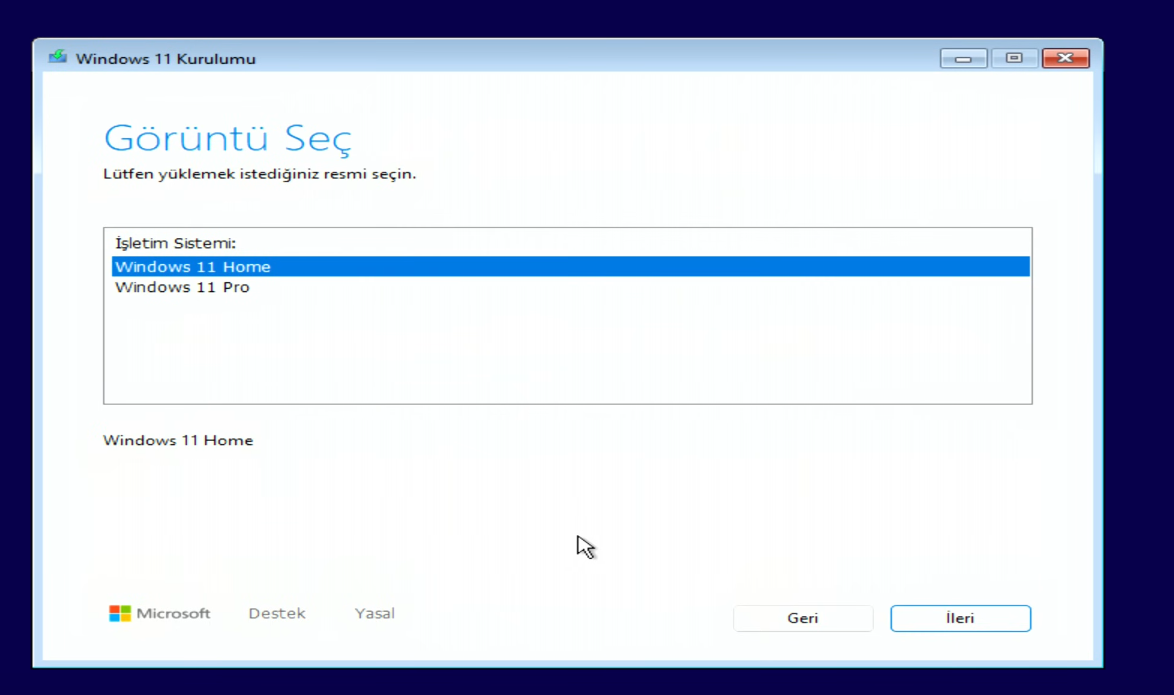 Windows 11 Kurulumu
Görüntü Seç
Lütfen yüklemek istediğiniz resmi seçin.
İşletim Sistemi:
Windows 11 Home
Windows 11 Pro
Windows 11 Home
Microsoft Destek Yasal Geri İleri